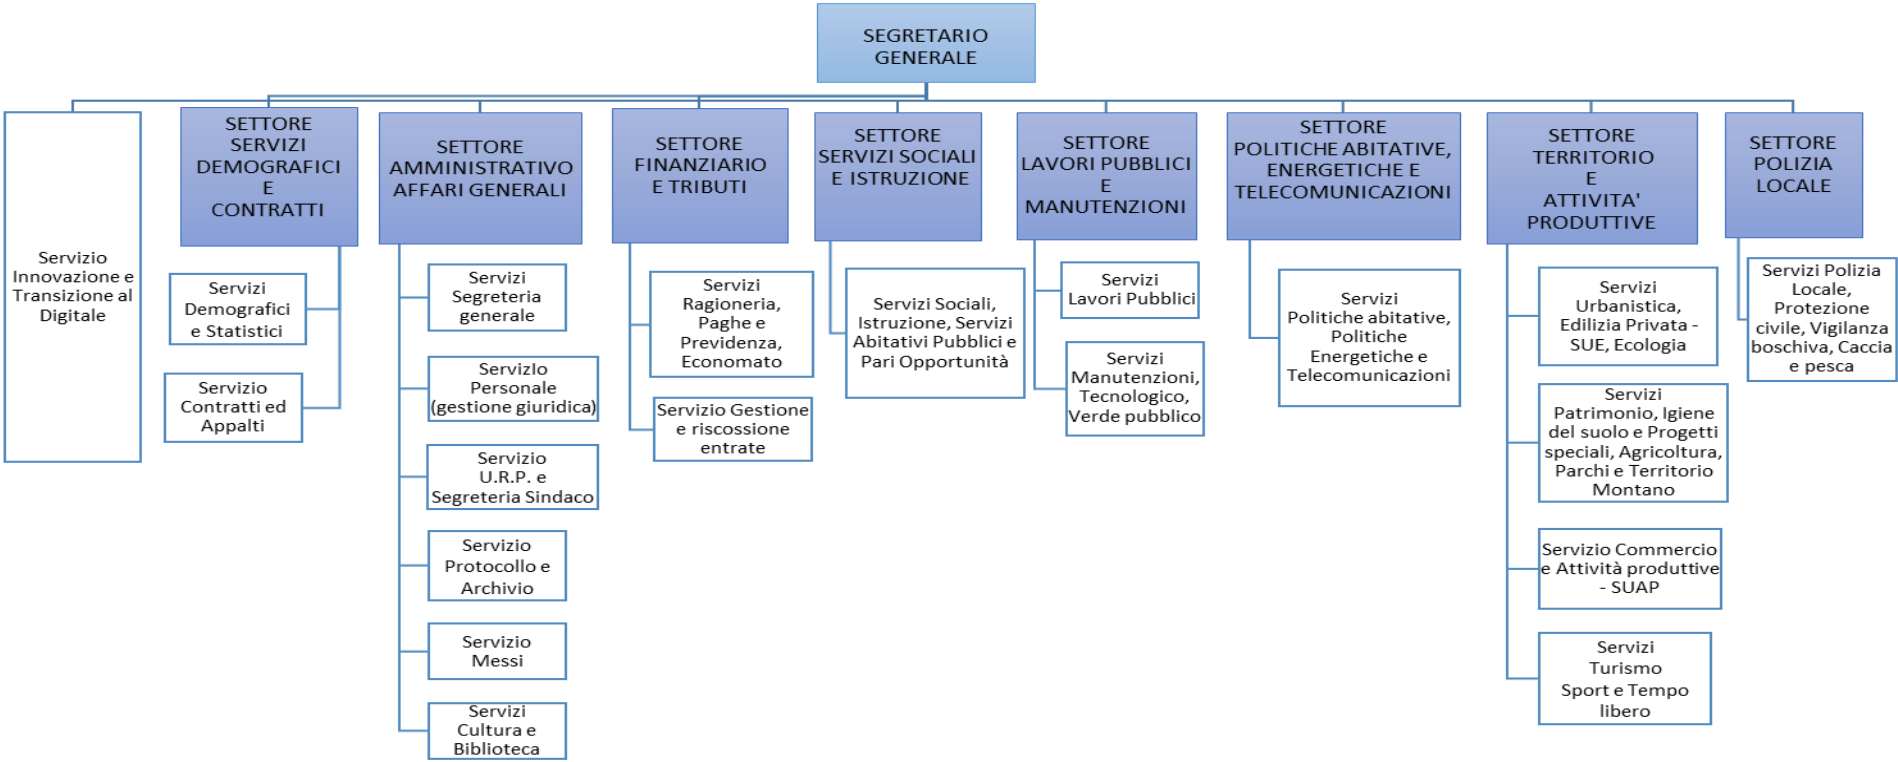 SEGRETARIO
GENERALE
Servizio
Innovazione e
Transizione al
Digitale
SETTORE
SERVIZI
DEMOGRAFICI
E
CONTRATTI
Servizi
Demografici
e Statistici
Servizio
Contratti ed
Appalti
SETTORE
AMMINISTRATIVO
AFFARI GENERALI
Servizi
Segreteria
generale
ServizIo
Personale
(gestione giuridica)
Servizio
U.R.P. e
Segreteria Sindaco
Servizio
Protocollo e
Archivio
Servizio
Messi
Servizi
Cultura e
Biblioteca
SETTORE
FINANZIARIO
E TRIBUTI
Servizi
Ragioneria,
Paghe e
Previdenza,
Economato
Servizio Gestione
e riscossione
entrate
SETTORE
SERVIZI SOCIALI
E ISTRUZIONE
Servizi Sociali,
Istruzione, Servizi
Abitativi Pubblici e
Pari Opportunità
SETTORE
LAVORI PUBBLICI
E
MANUTENZIONI
Servizi
Lavori Pubblici
Servizi
Manutenzioni,
Tecnologico,
Verde pubblico
SETTORE
POLITICHE ABITATIVE,
ENERGETICHE E
TELECOMUNICAZIONI
Servizi
Politiche abitative,
Politiche
Energetiche e
Telecomunicazioni
SETTORE
TERRITORIO
E
ATTIVITA'
PRODUTTIVE
Servizi
Urbanistica,
Edilizia Privata -
SUE, Ecologia
Servizi
Patrimonio, Igiene
del suolo e Progetti
speciali, Agricoltura,
Parchi e Territorio
Montano
Servizio Commercio
e Attività produttive
- SUAP
Servizi
Turismo
Sport e Tempo
libero
SETTORE
POLIZIA
LOCALE
Servizi Polizia
Locale,
Protezione
civile, Vigilanza
boschiva, Caccia
e pesca